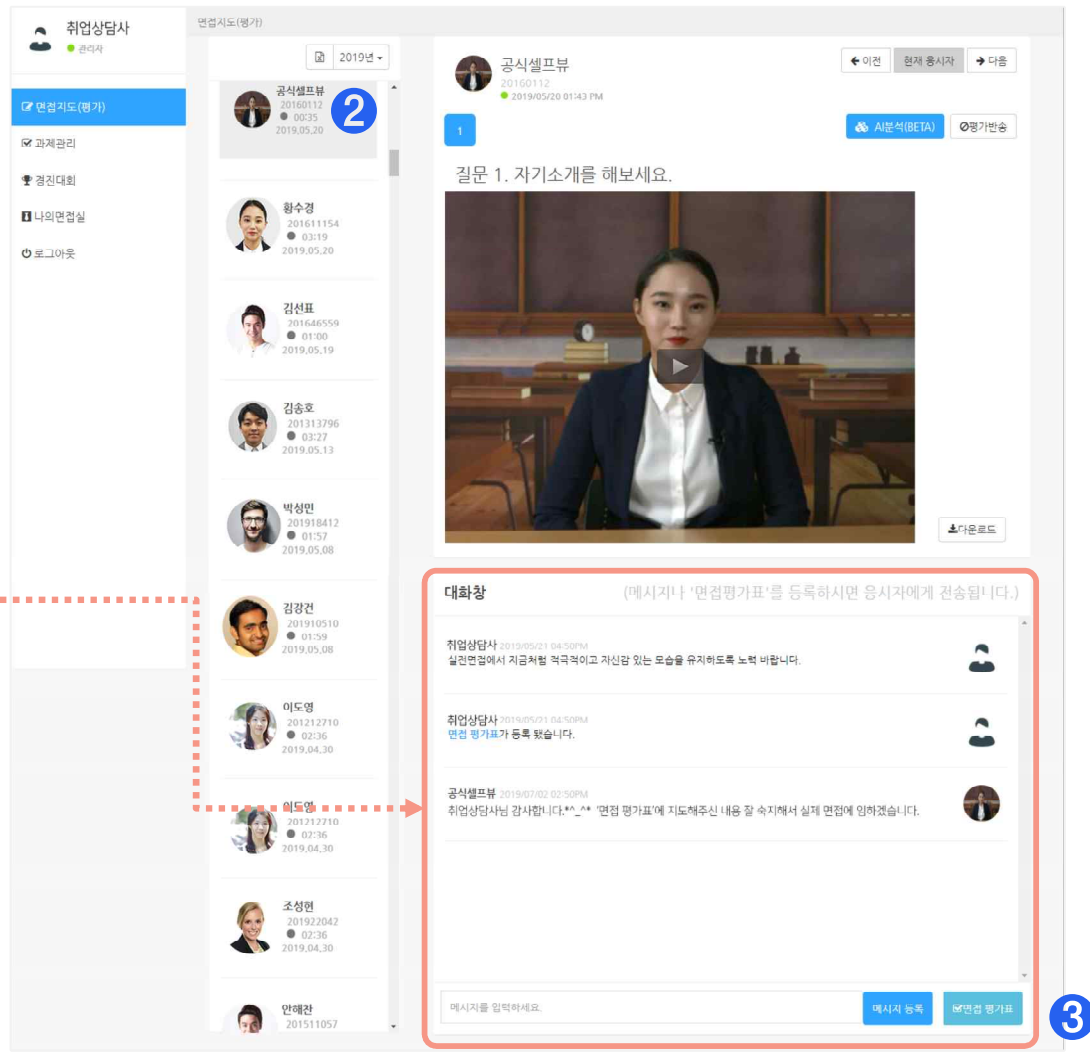 취업상담사
관리자
면접지도(평가)
과제관리
경진대회
나의면접실
로그아웃
면접지도(평가)
2019년
공식셀프뷰
20160112
00:35
2019.05.20
2
황수경
201611154
03:19
2019.05.20
김선표
201646559
01:00
2019.05.19
김송호
201313796
03:27
2019.05.13
박성민
201918412
01:57
2019.05.08
김강건
201910510
01:59
2019.05.08
이도영
201212710
02:36
2019.04.30
이도영
201212710
02:36
2019.04.30
조성현
201922042
02:36
2019.04.30
안해찬
201511057
공식셀프뷰
20160112
2019/05/20 01:43 PM
이전 현재 응시자 다음
1
AI분석(BETA) 평가반송
질문 1. 자기소개를 해보세요.
다운로드
대화창 (메시지나 '면접평가표'를 등록하시면 응시자에게 전송됩니다.)
취업상담사 2019/05/21 04:50PM
실전면접에서 지금처럼 적극적이고 자신감 있는 모습을 유지하도록 노력 바랍니다.
취업상담사 2019/05/21 04:50PM
면접 평가표가 등록 됐습니다.
공식셀프뷰 2019/07/02 02:50PM
취업상담사님 감사합니다.*^_^* '면접 평가표'에 지도해주신 내용 잘 숙지해서 실제 면접에 임하겠습니다.
메시지를 입력하세요.
메시지 등록 면접 평가표
3